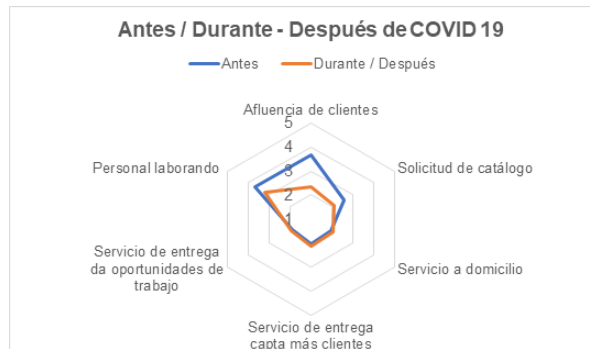 Antes / Durante - Después de COVID 19
Antes
Durante / Después
Afluencia de clientes
5
4
3
2
1
Personal laborando
Solicitud de catálogo
Servicio de entrega
da oportunidades de
trabajo
Servicio a domicilio
Servicio de entrega
capta más clientes